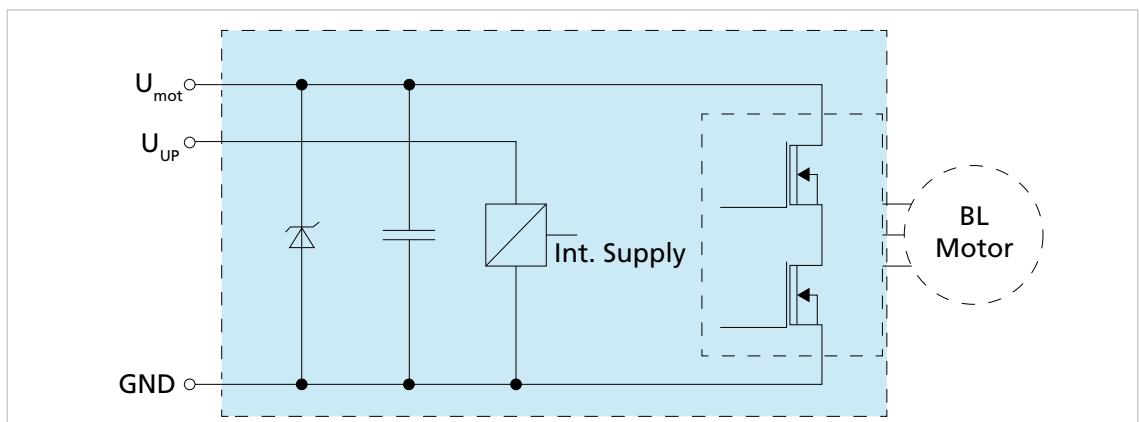 Umot
UUP
Int. Supply
BL
Motor
GND